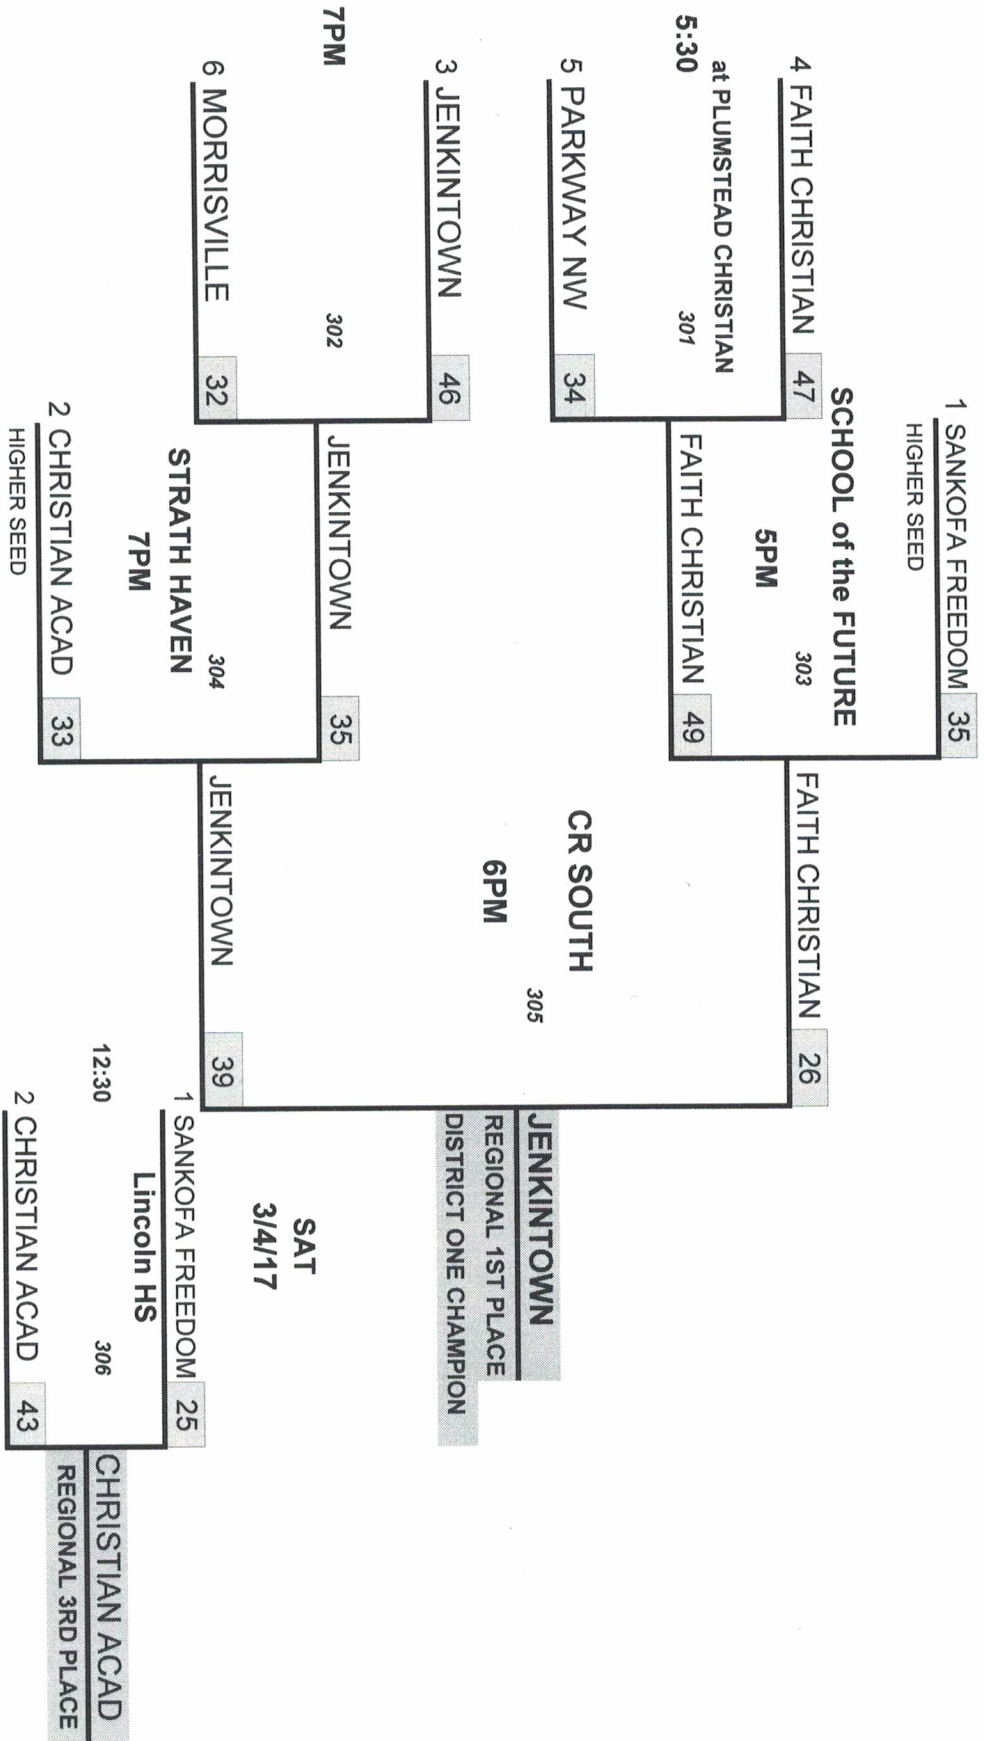 1 SANKOFA FREEDOM 35
HIGHER SEED
SCHOOL of the FUTURE
4 FAITH CHRISTIAN 47
303
5PM
at PLUMSTEAD CHRISTIAN
5:30
301
FAITH CHRISTIAN 49
5 PARKWAY NW 34
FAITH CHRISTIAN 26
CR SOUTH
305
6PM
JENKINTOWN
REGIONAL 1ST PLACE
DISTRICT ONE CHAMPION
3 JENKINTOWN 46
7PM
302
JENKINTOWN 35
6 MORRISVILLE 32
304
STRATH HAVEN
7PM
2 CHRISTIAN ACAD 33
HIGHER SEED
JENKINTOWN 39
SAT
3/4/17
1 SANKOFA FREEDOM 25
Lincoln HS
12:30
306
CHRISTIAN ACAD
REGIONAL 3RD PLACE
2 CHRISTIAN ACAD 43